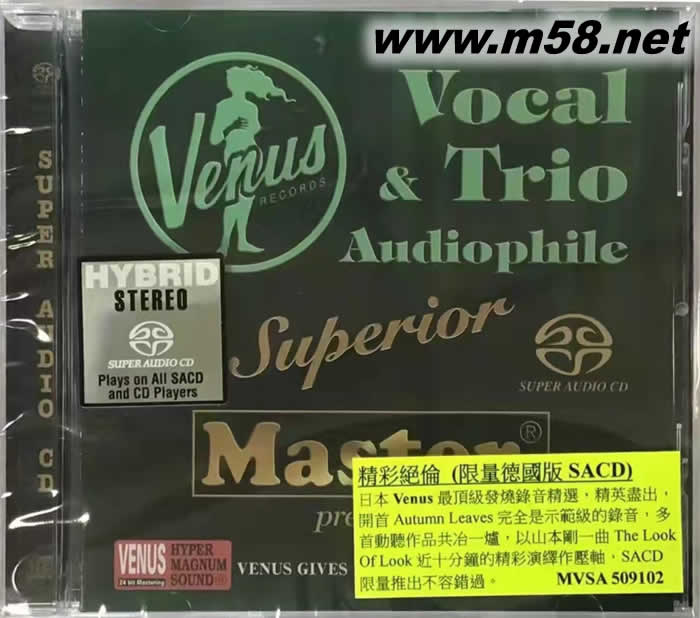 www.m58.net
Venus
RECORDS
Vocal
& Trio
Audiophile
SUPER AUDIO CD
HYBRID
STEREO
SUPER AUDIO CD
Plays on All SACD
and CD Players
Superior
SUPER AUDIO CD
Master®
pre
VENUS
24 bit Mastering
HYPER
MAGNUM
SOUND®
VENUS GIVES
精彩絕倫 (限量德國版 SACD)
日本 Venus 最頂級發燒錄音精選，精英盡出，
開首 Autumn Leaves 完全是示範級的錄音，多
首動聽作品共冶一爐，以山本剛一曲 The Look
Of Look 近十分鐘的精彩演繹作壓軸，SACD
限量推出不容錯過。 MVSA 509102